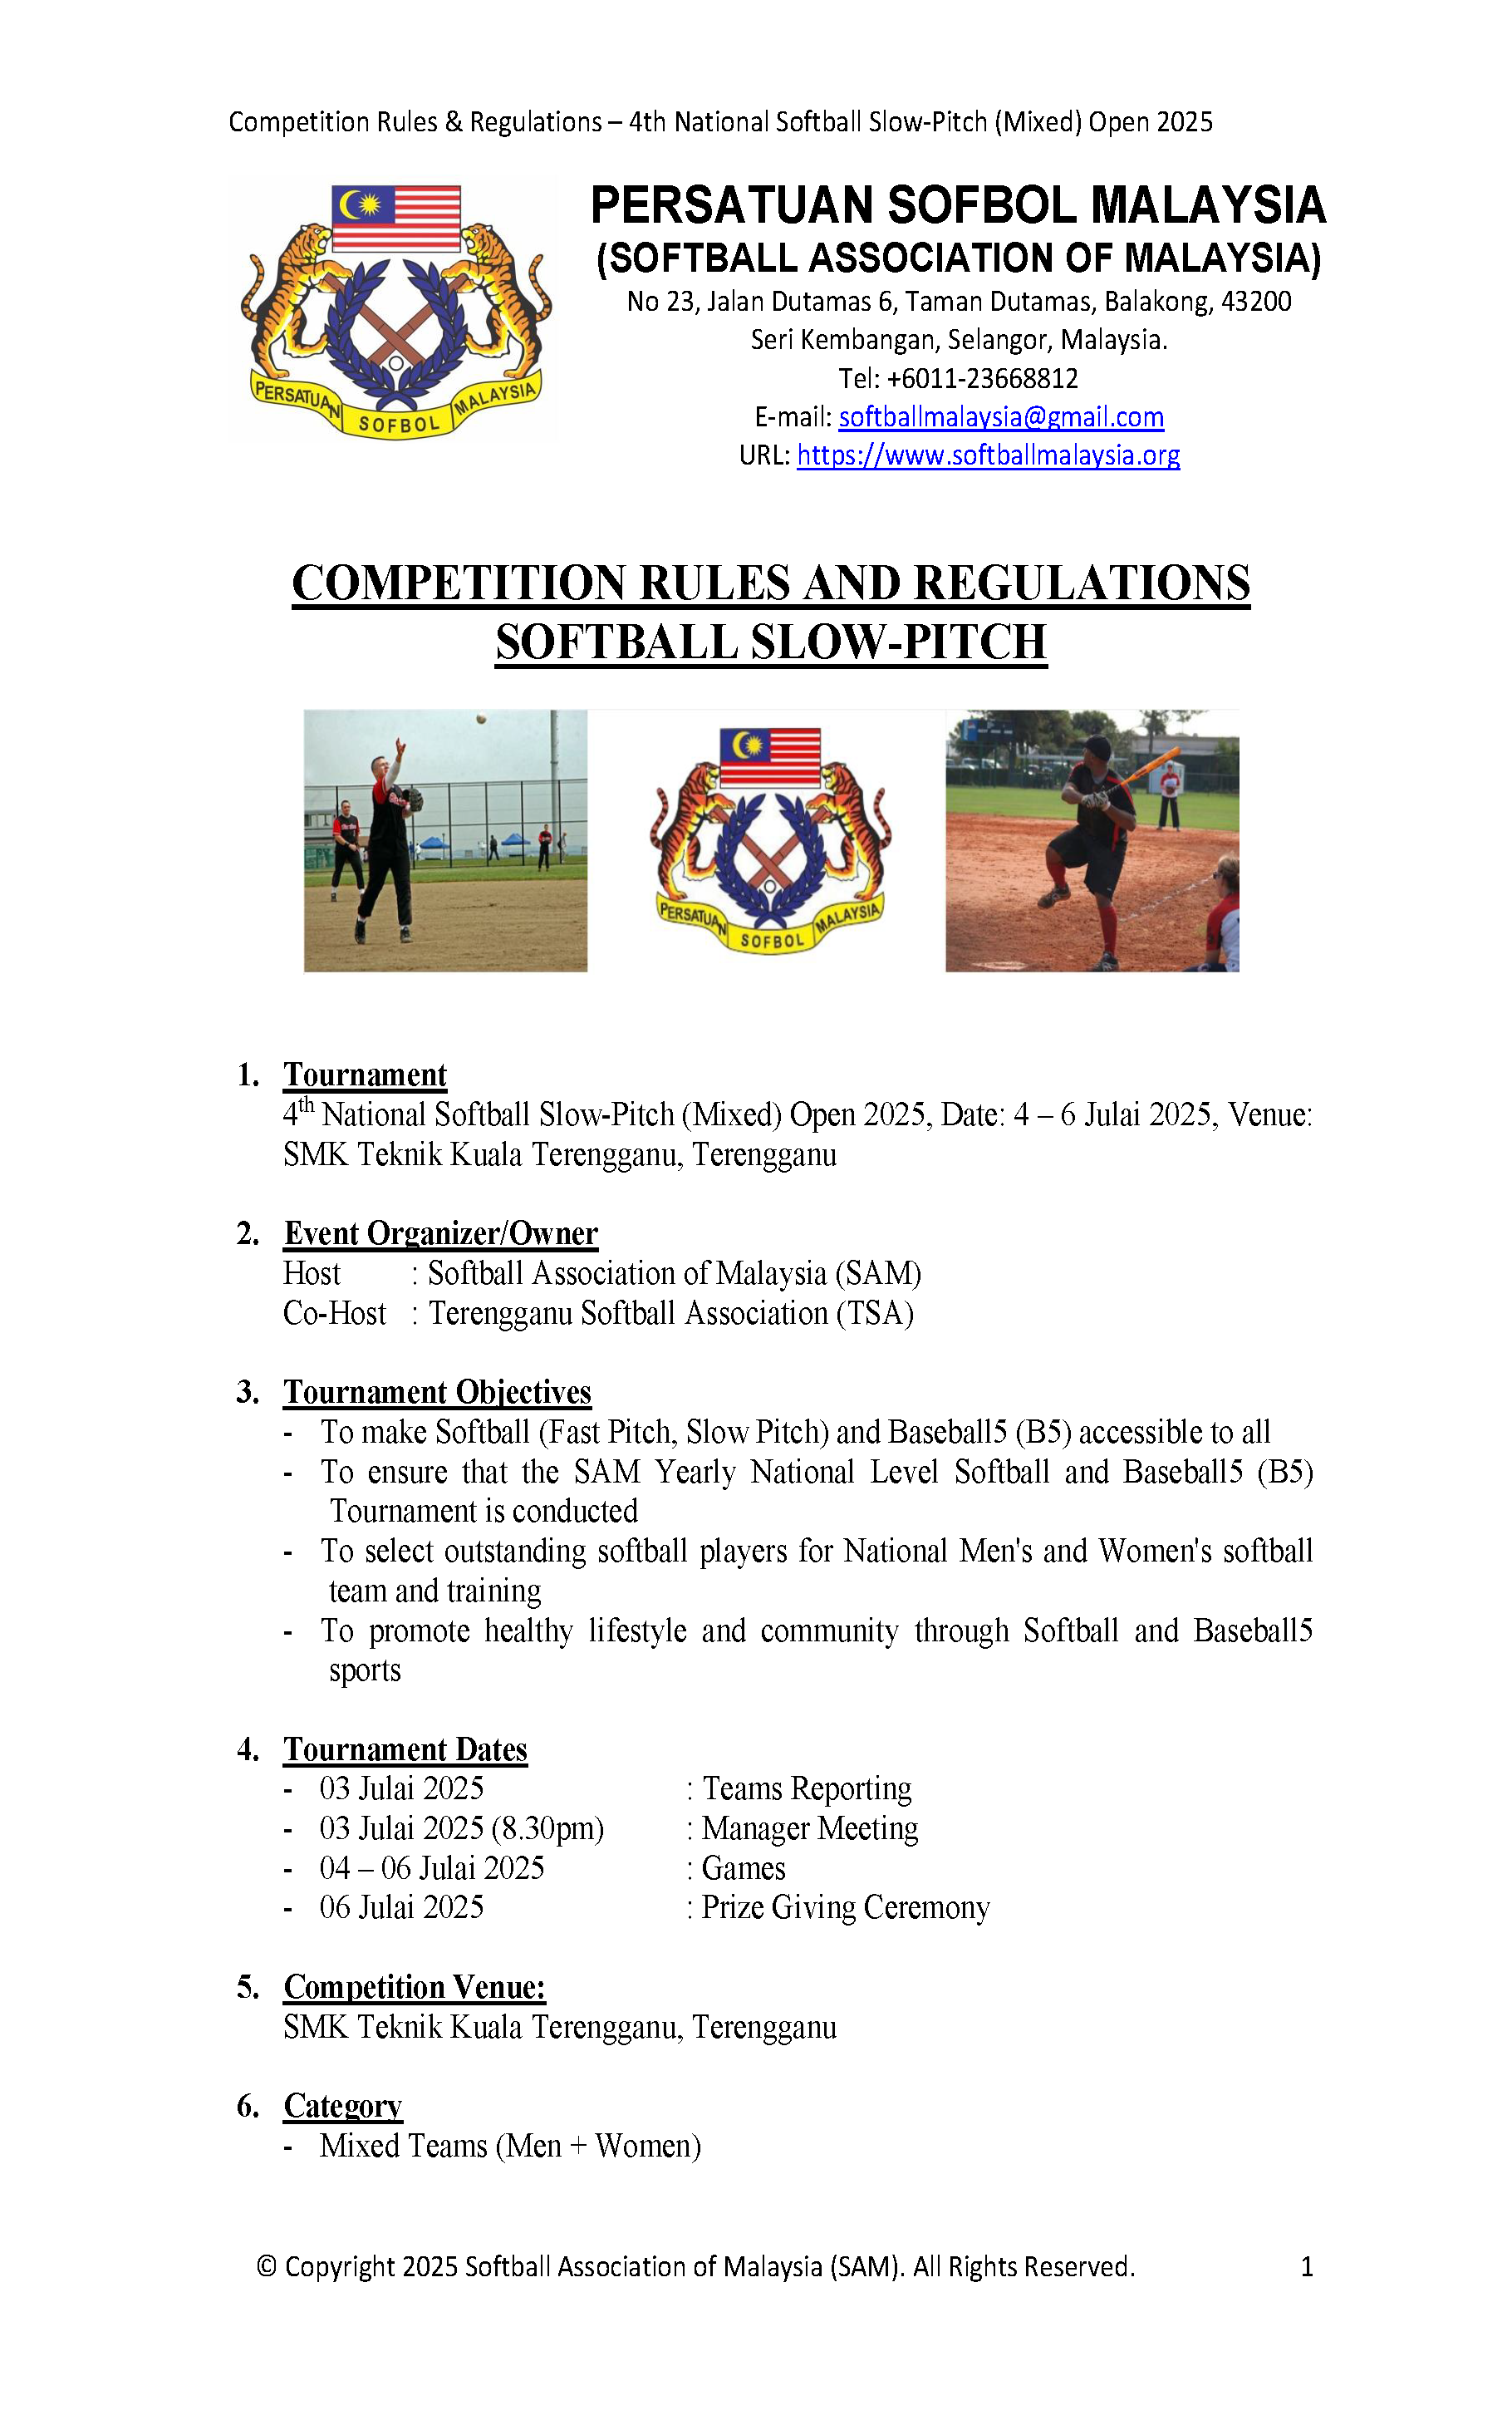 Competition Rules & Regulations – 4th National Softball Slow-Pitch (Mixed) Open 2025
PERSATUAN SOFBOL MALAYSIA
PERSATUAN SOFBOL MALAYSIA
(SOFTBALL ASSOCIATION OF MALAYSIA)
No 23, Jalan Dutamas 6, Taman Dutamas, Balakong, 43200
Seri Kembangan, Selangor, Malaysia.
Tel: +6011-23668812
E-mail: softballmalaysia@gmail.com
URL: https://www.softballmalaysia.org
COMPETITION RULES AND REGULATIONS
SOFTBALL SLOW-PITCH
PERSATUAN SOFBOL MALAYSIA
1. Tournament
4th National Softball Slow-Pitch (Mixed) Open 2025, Date: 4 – 6 Julai 2025, Venue:
SMK Teknik Kuala Terengganu, Terengganu
2. Event Organizer/Owner
Host : Softball Association of Malaysia (SAM)
Co-Host : Terengganu Softball Association (TSA)
3. Tournament Objectives
- To make Softball (Fast Pitch, Slow Pitch) and Baseball5 (B5) accessible to all
- To ensure that the SAM Yearly National Level Softball and Baseball5 (B5)
Tournament is conducted
- To select outstanding softball players for National Men's and Women's softball
team and training
- To promote healthy lifestyle and community through Softball and Baseball5
sports
4. Tournament Dates
- 03 Julai 2025 : Teams Reporting
- 03 Julai 2025 (8.30pm) : Manager Meeting
- 04 – 06 Julai 2025 : Games
- 06 Julai 2025 : Prize Giving Ceremony
5. Competition Venue:
SMK Teknik Kuala Terengganu, Terengganu
6. Category
- Mixed Teams (Men + Women)
© Copyright 2025 Softball Association of Malaysia (SAM). All Rights Reserved. 1